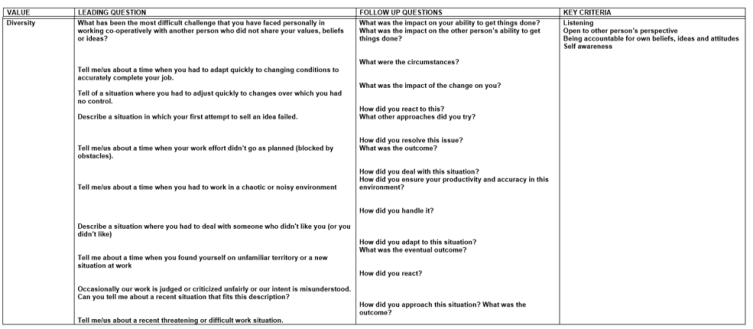 VALUE
LEADING QUESTION
FOLLOW UP QUESTIONS
KEY CRITERIA
Diversity
What has been the most difficult challenge that you have faced personally in
working co-operatively with another person who did not share your values, beliefs
or ideas?
What was the impact on your ability to get things done?
What was the impact on the other person's ability to get
things done?
Listening
Open to other person's perspective
Being accountable for own beliefs, ideas and attitudes
Self awareness
What were the circumstances?
Tell me/us about a time when you had to adapt quickly to changing conditions to
accurately complete your job.
What was the impact of the change on you?
Tell of a situation where you had to adjust quickly to changes over which you had
no control.
How did you react to this?
Describe a situation in which your first attempt to sell an idea failed.
What other approaches did you try?
How did you resolve this issue?
Tell me/us about a time when your work effort didn't go as planned (blocked by
obstacles).
What was the outcome?
How did you deal with this situation?
Tell me/us about a time when you had to work in a chaotic or noisy environment
How did you ensure your productivity and accuracy in this
environment?
How did you handle it?
Describe a situation where you had to deal with someone who didn't like you (or you
didn't like)
How did you adapt to this situation?
What was the eventual outcome?
Tell me about a time when you found yourself on unfamiliar territory or a new
situation at work
How did you react?
Occasionally our work is judged or criticized unfairly or our intent is misunderstood.
Can you tell me about a recent situation that fits this description?
How did you approach this situation? What was the
outcome?
Tell me/us about a recent threatening or difficult work situation.